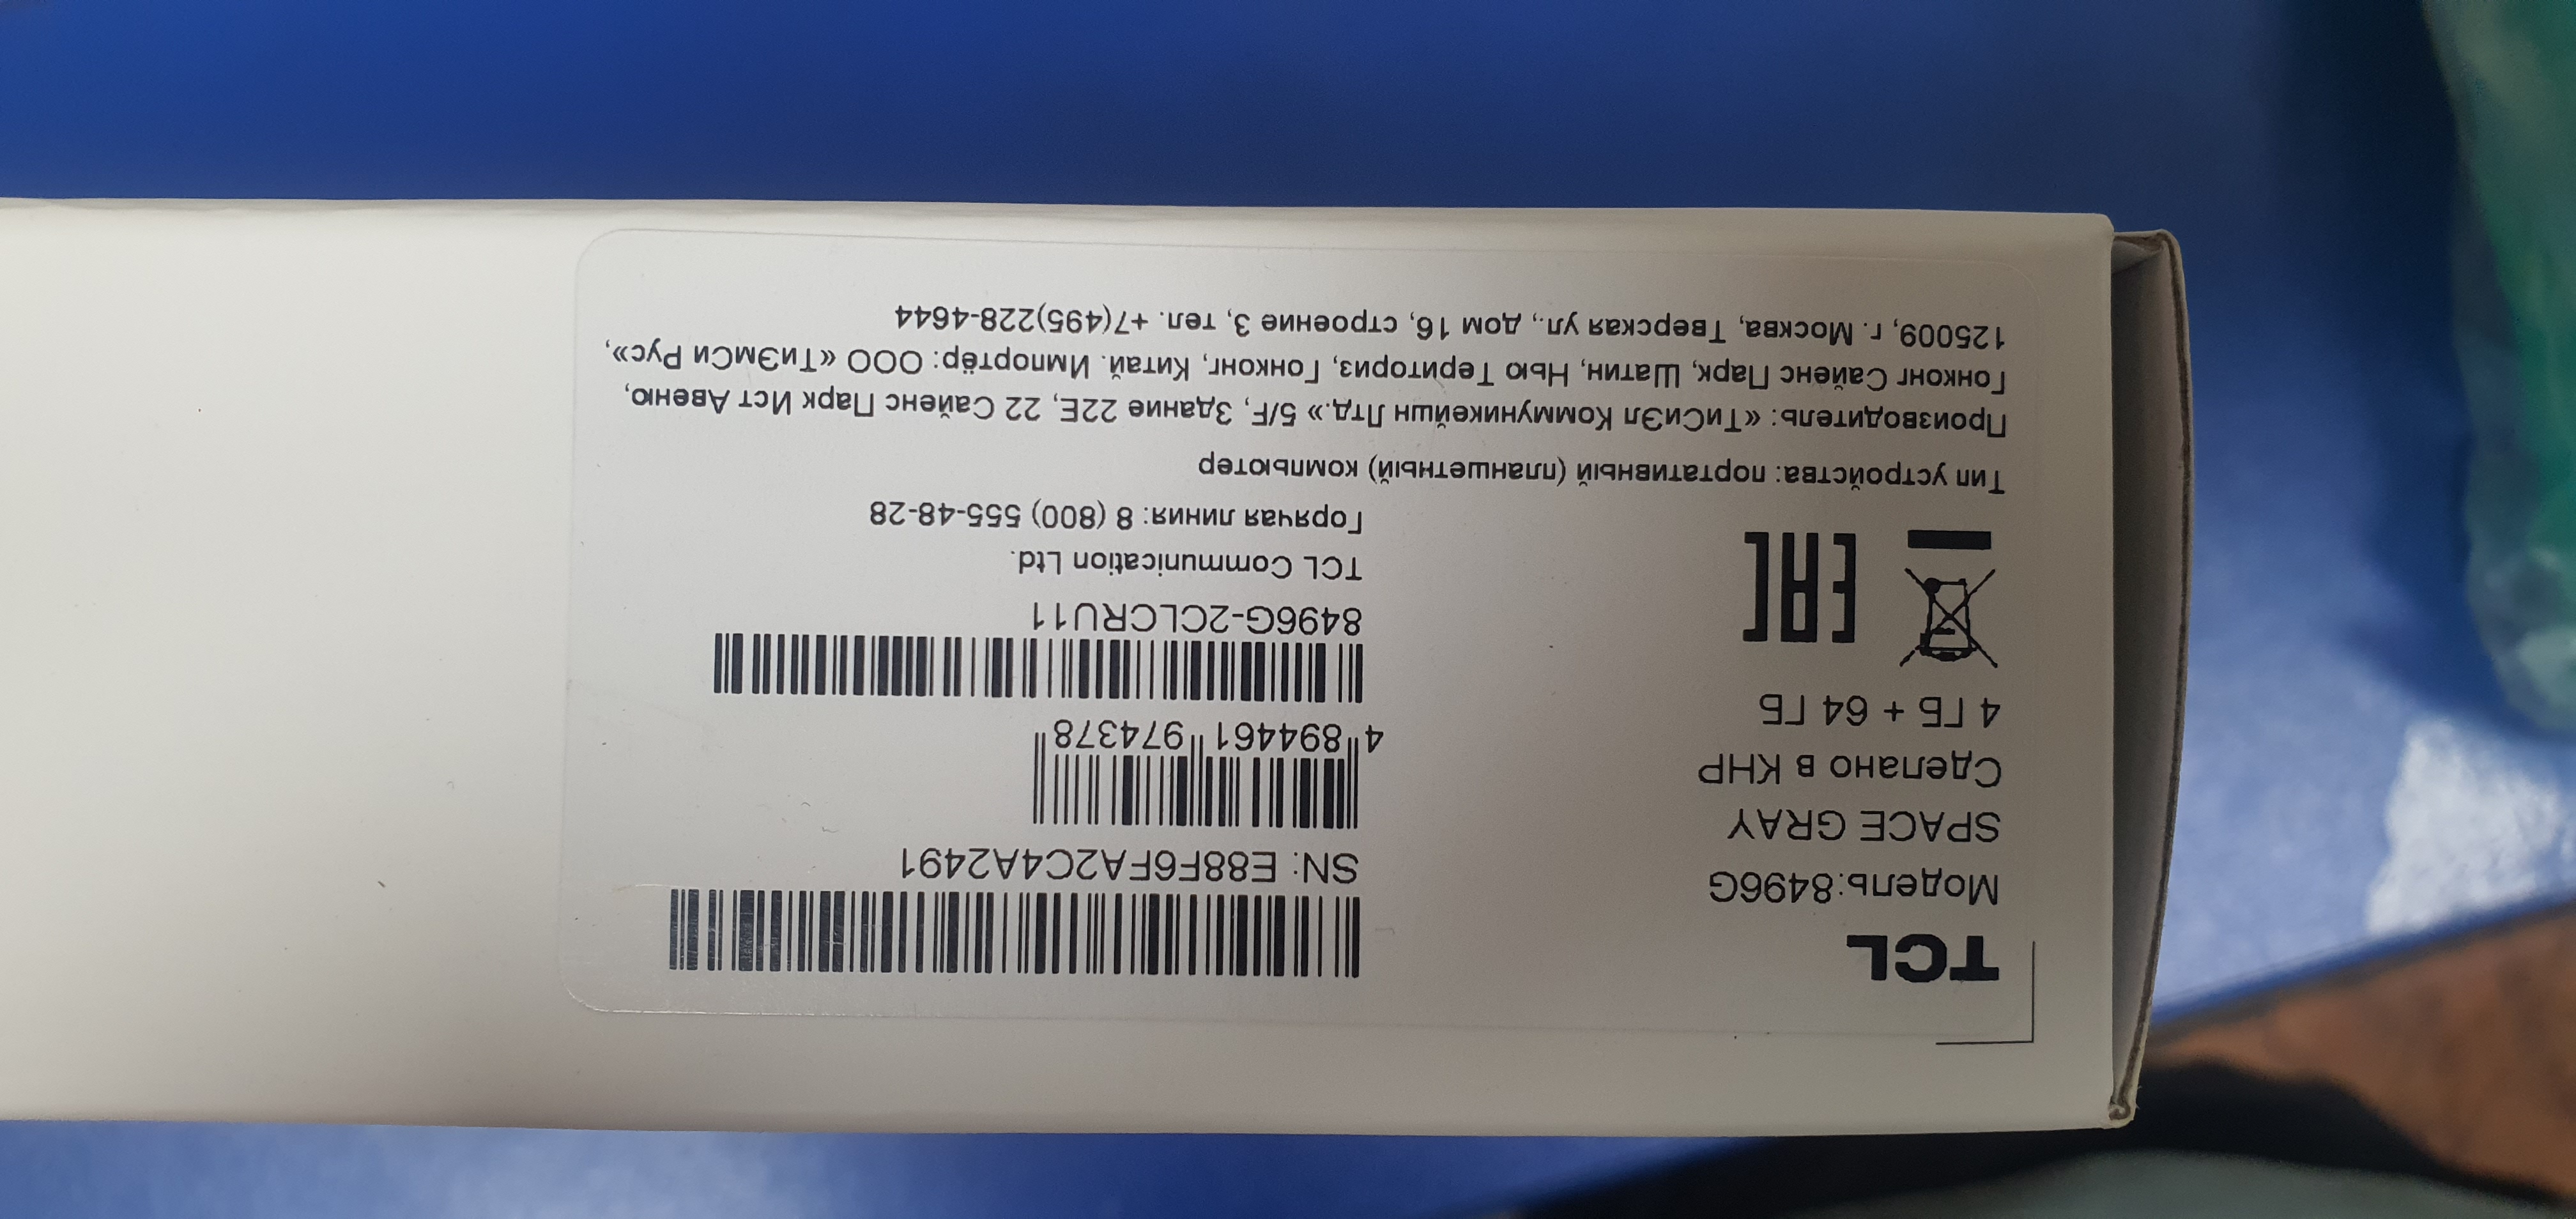 TCL
Модель:8496G
SPACE GRAY
Сделано в КНР
4 ГБ + 64 ГБ
EAC
SN: E88F6FA2C4A2491
4 894461 974378
8496G-2CLCRU11
TCL Communication Ltd.
Горячая линия: 8 (800) 555-48-28
Тип устройства: портативный (планшетный) компьютер
Производитель: «ТиСиЭл Коммуникейшн Лтд.» 5/F, Здание 22E, 22 Сайенс Парк Ист Авеню,
Гонконг Сайенс Парк, Шатин, Нью Териториз, Гонконг, Китай. Импортёр: ООО «ТиЭмСи Рус»,
125009, г. Москва, Тверская ул., дом 16, строение 3, тел. +7(495)228-4644